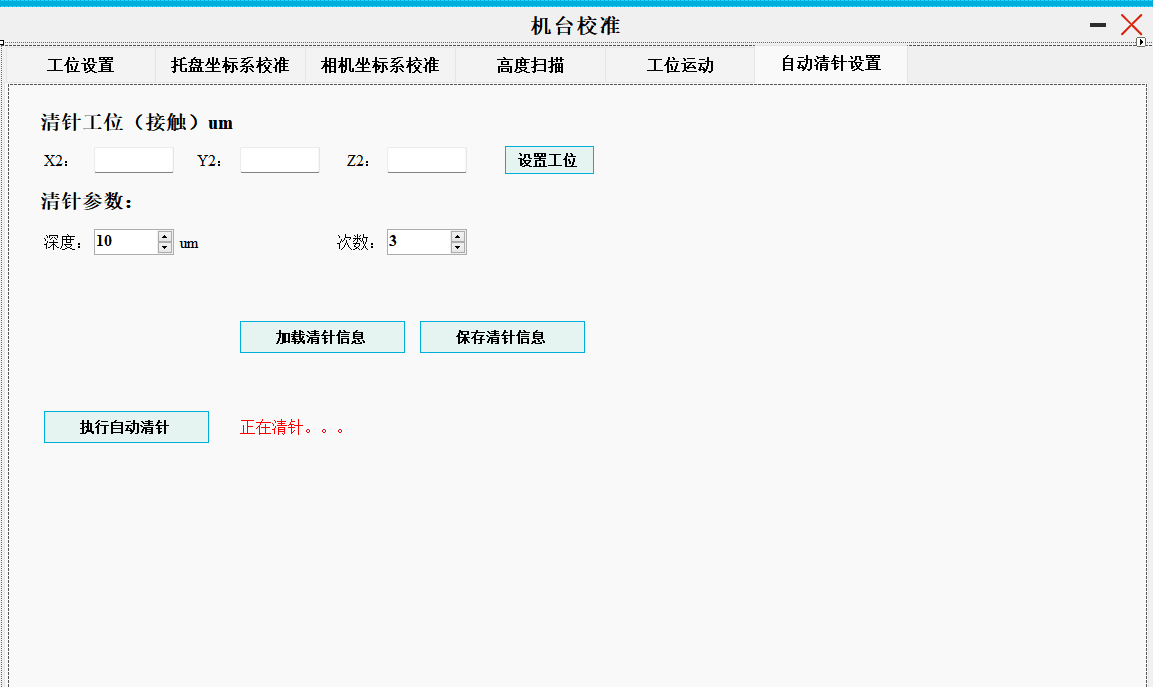 机台校准
工位设置 托盘坐标系校准 相机坐标系校准 高度扫描 工位运动 自动清针设置
清针工位（接触）um
X2： Y2： Z2： 设置工位
清针参数：
深度： 10 um 次数： 3
加载清针信息 保存清针信息
执行自动清针 正在清针。。。